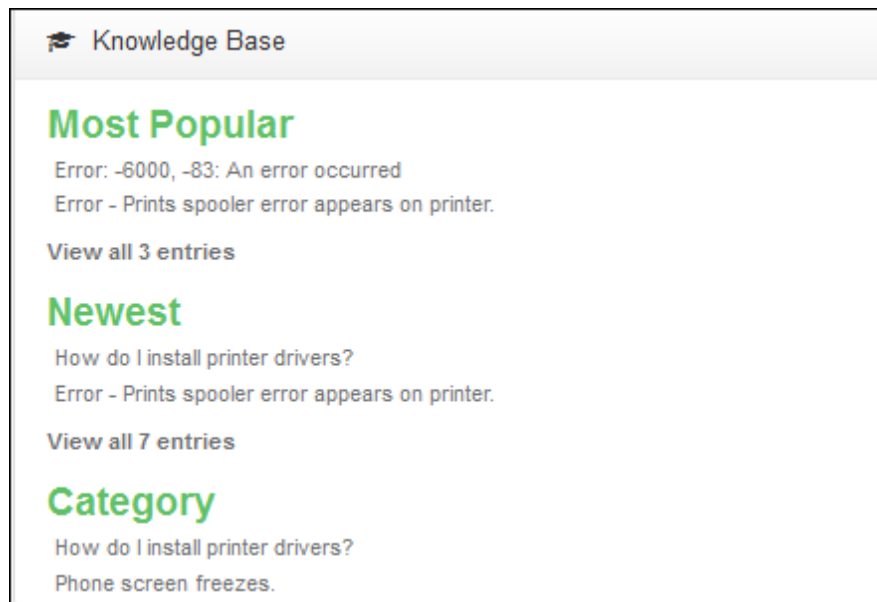 Knowledge Base
Most Popular
Error: -6000, -83: An error occurred
Error - Prints spooler error appears on printer.
View all 3 entries
Newest
How do I install printer drivers?
Error - Prints spooler error appears on printer.
View all 7 entries
Category
How do I install printer drivers?
Phone screen freezes.